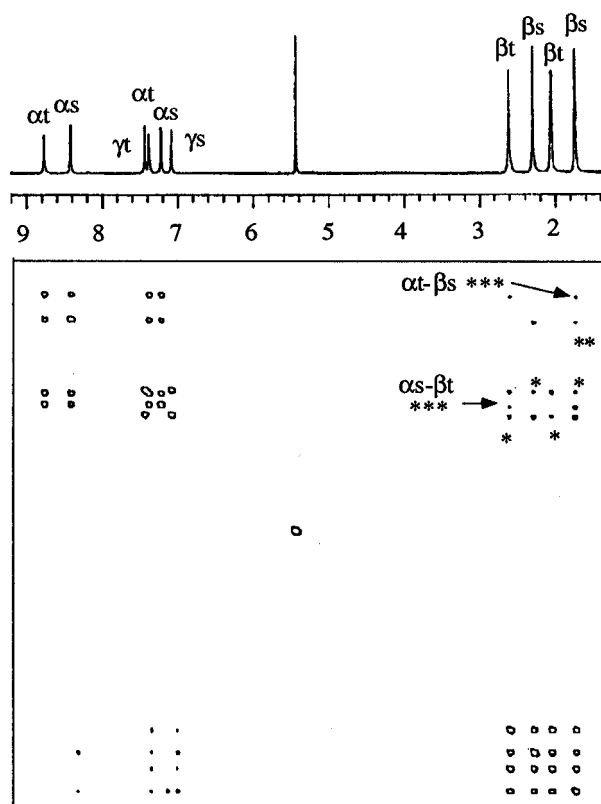 βs βs
βt βt
αt αs αt αs
γt γs
9 8 7 6 5 4 3 2
αt-βs ***
**
αs-βt * *
***
* *